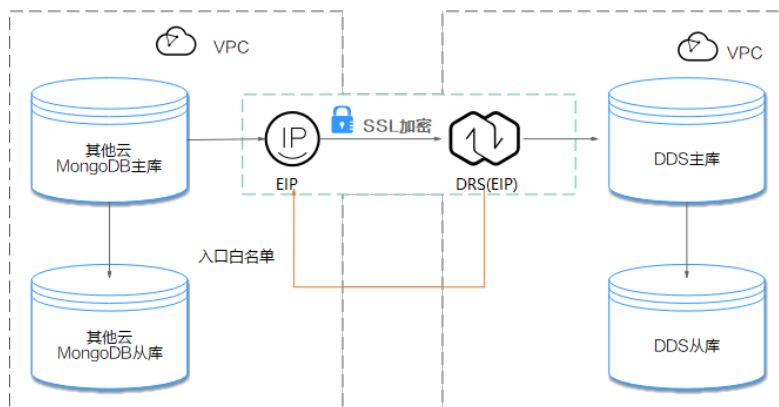 VPC
VPC
IP
SSL加密
其他云
MongoDB主库
DDS主库
EIP
DRS(EIP)
入口白名单
其他云
MongoDB从库
DDS从库